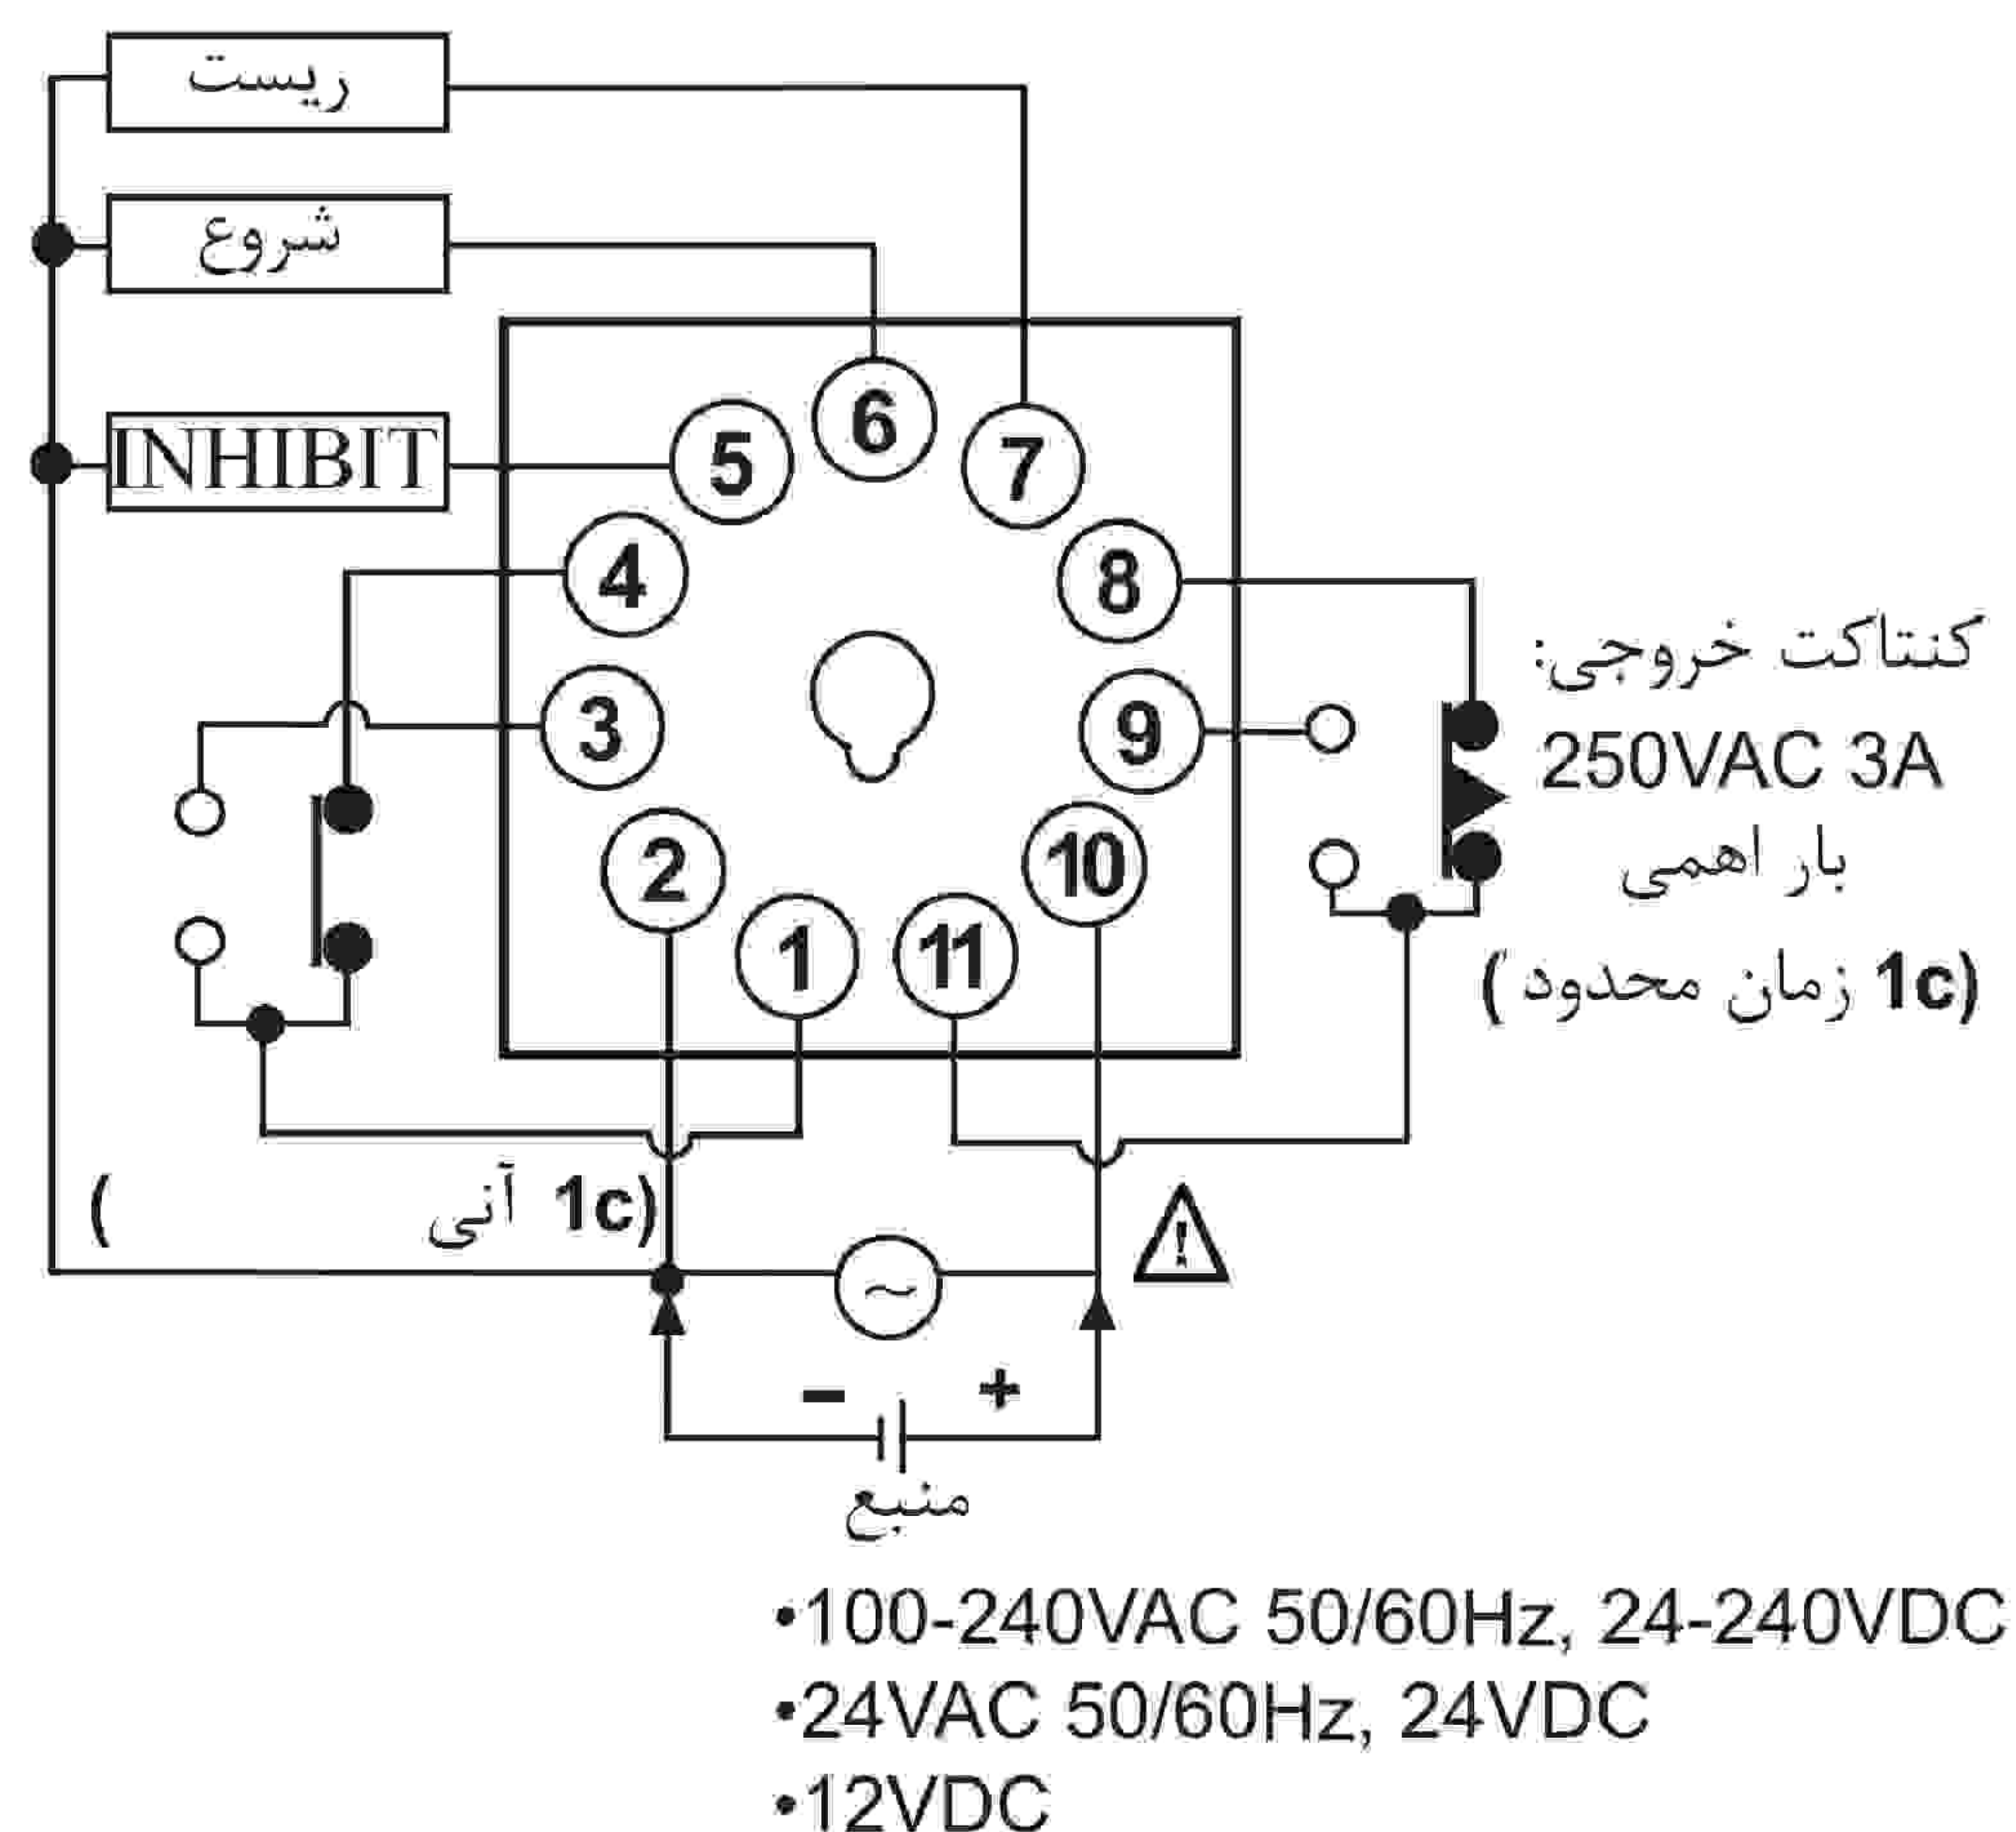 ریست
شروع
INHIBIT
6
5
7
4
8
3
9
2
10
1
11
کنتاکت خروجی:
250VAC 3A
بار اهمی
(1c زمان محدود)
(1c آنی)
!
~
– +
منبع
•100-240VAC 50/60Hz, 24-240VDC
•24VAC 50/60Hz, 24VDC
•12VDC